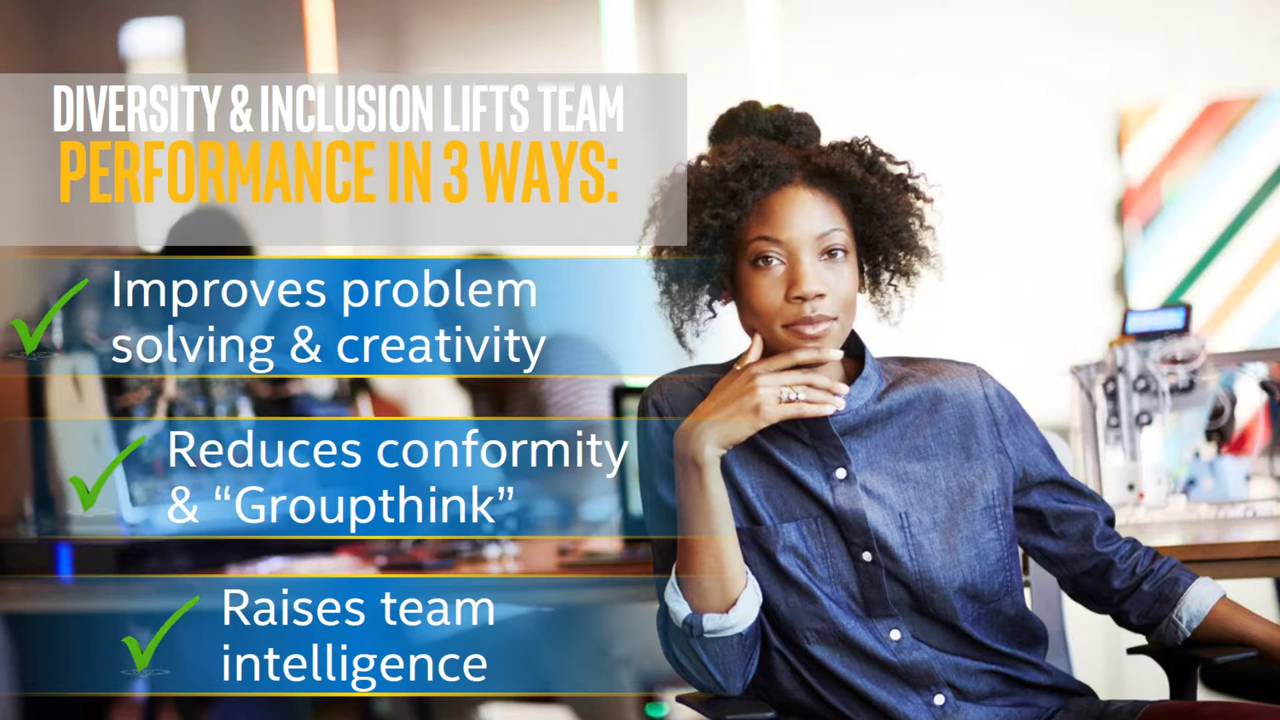 DIVERSITY & INCLUSION LIFTS TEAM
PERFORMANCE IN 3 WAYS:
Improves problem
solving & creativity
Reduces conformity
& “Groupthink”
Raises team
intelligence